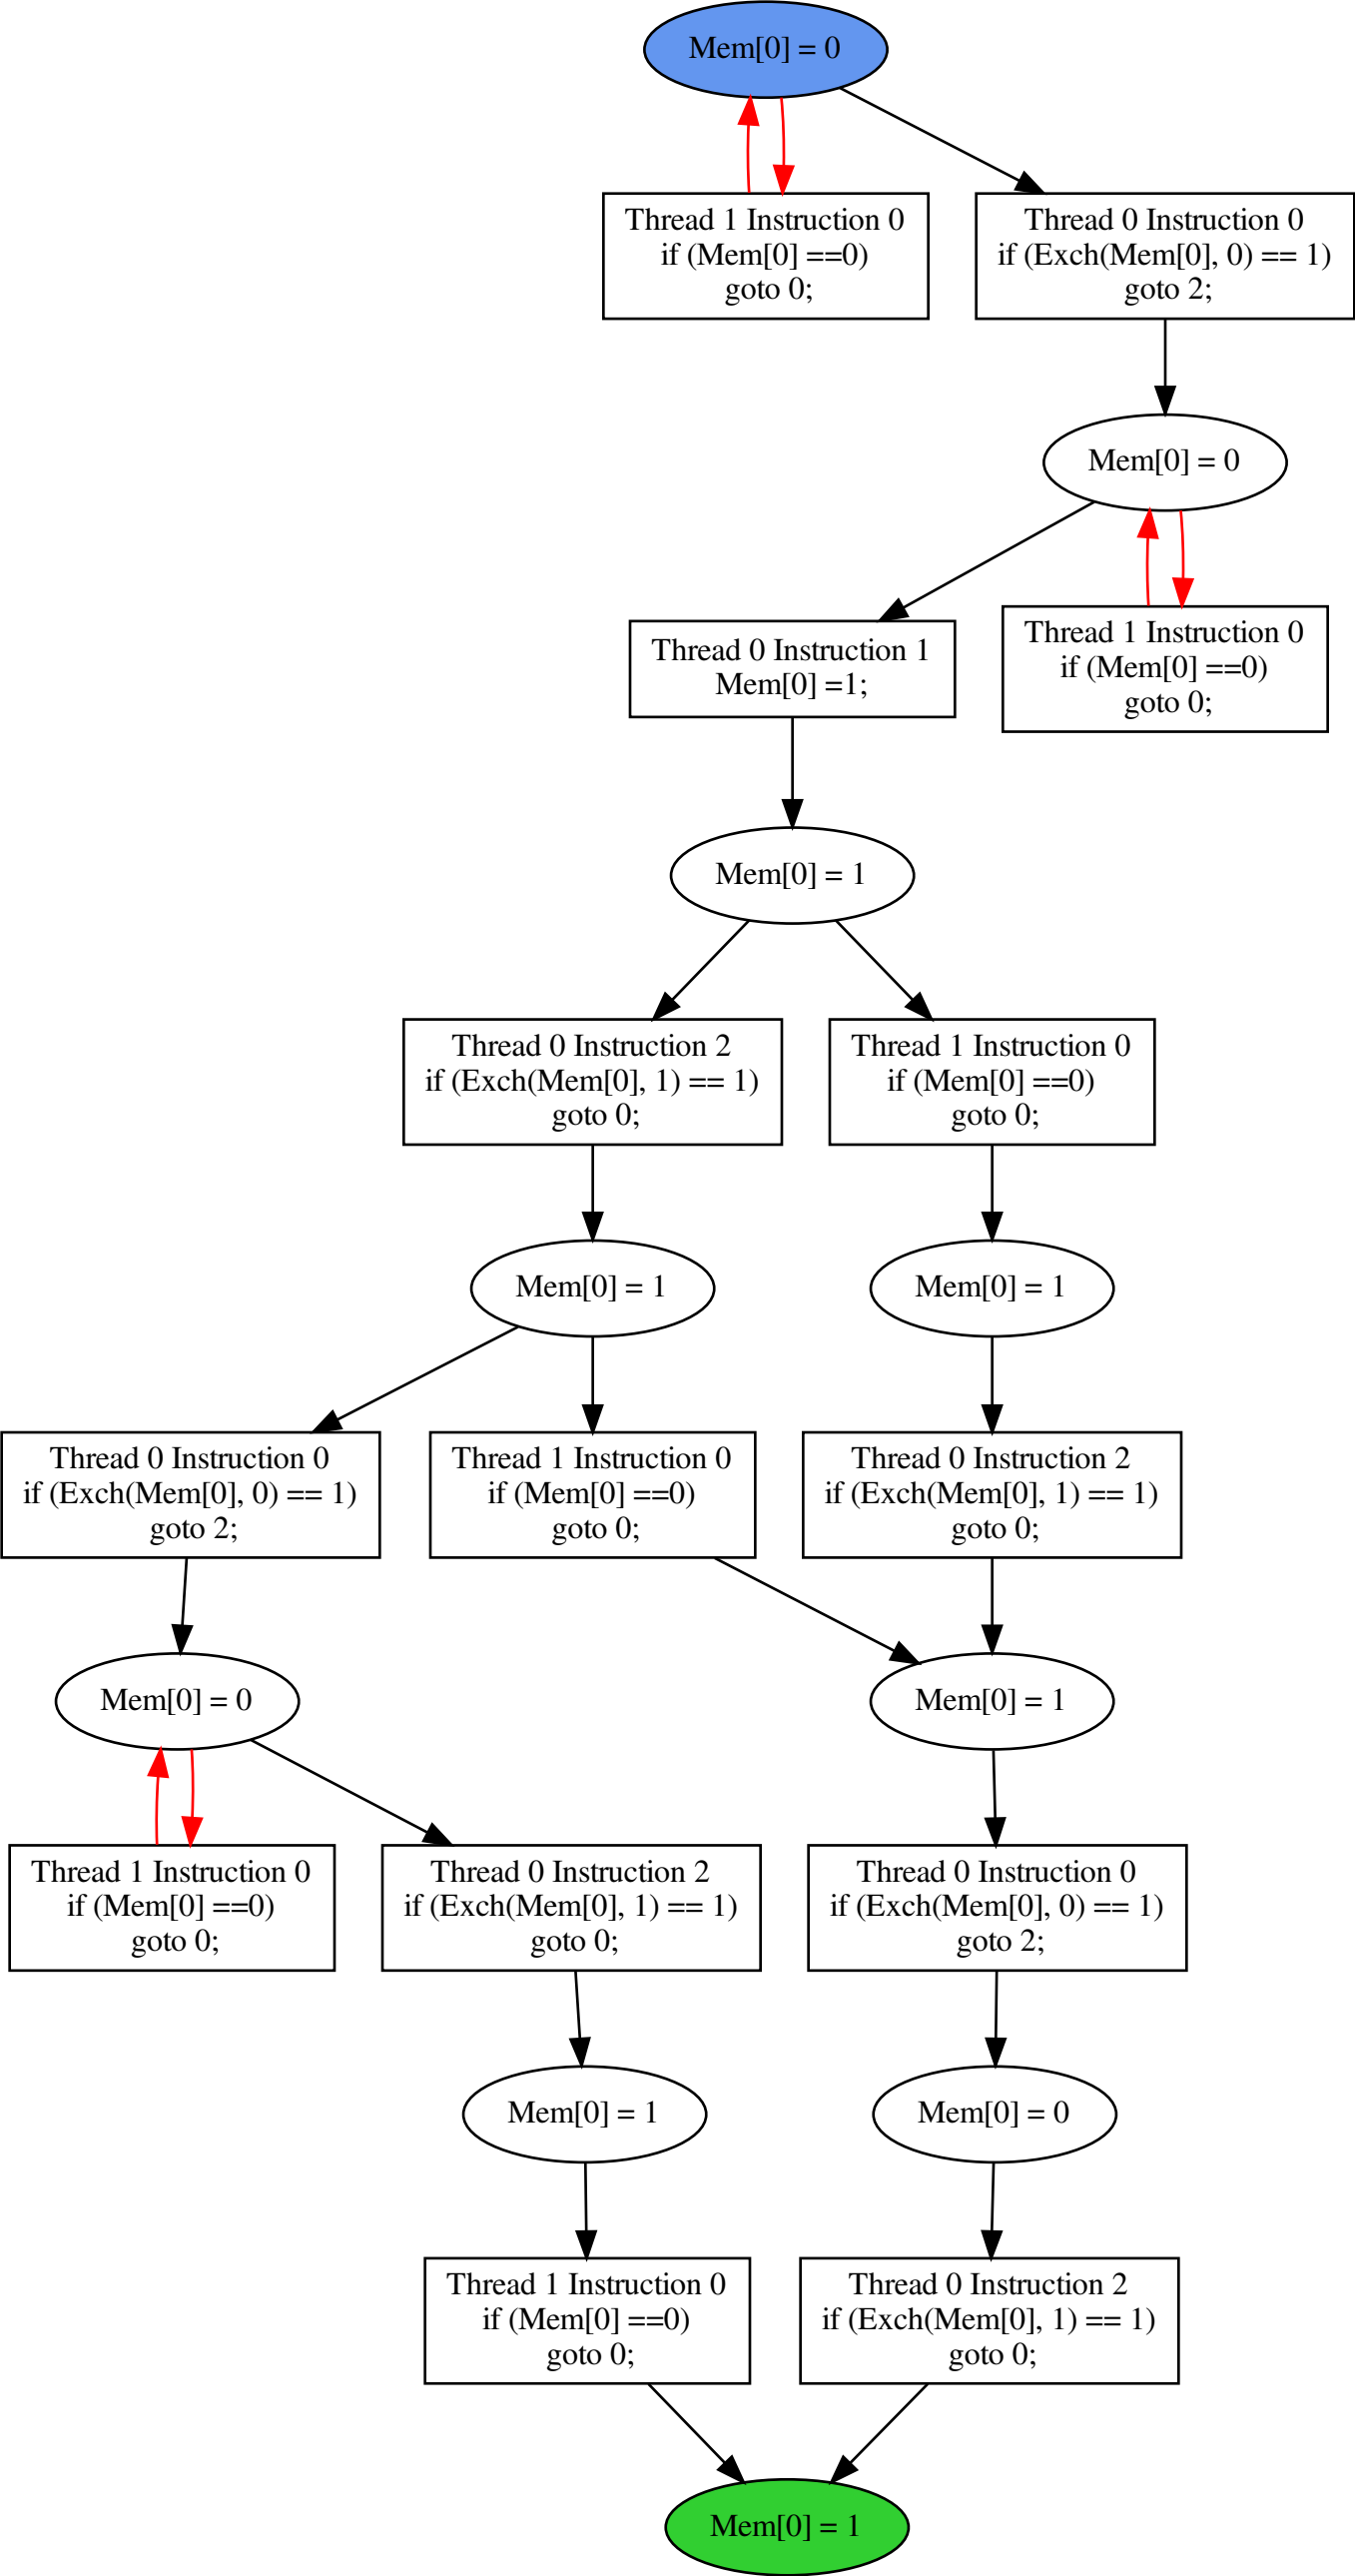 Mem[0] = 0
Thread 1 Instruction 0
if (Mem[0] ==0)
goto 0;
Thread 0 Instruction 0
if (Exch(Mem[0], 0) == 1)
goto 2;
Mem[0] = 0
Thread 0 Instruction 1
Mem[0] =1;
Thread 1 Instruction 0
if (Mem[0] ==0)
goto 0;
Mem[0] = 1
Thread 0 Instruction 2
if (Exch(Mem[0], 1) == 1)
goto 0;
Thread 1 Instruction 0
if (Mem[0] ==0)
goto 0;
Mem[0] = 1
Mem[0] = 1
Thread 0 Instruction 0
if (Exch(Mem[0], 0) == 1)
goto 2;
Thread 1 Instruction 0
if (Mem[0] ==0)
goto 0;
Thread 0 Instruction 2
if (Exch(Mem[0], 1) == 1)
goto 0;
Mem[0] = 0
Mem[0] = 1
Thread 1 Instruction 0
if (Mem[0] ==0)
goto 0;
Thread 0 Instruction 2
if (Exch(Mem[0], 1) == 1)
goto 0;
Thread 0 Instruction 0
if (Exch(Mem[0], 0) == 1)
goto 2;
Mem[0] = 1
Mem[0] = 0
Thread 1 Instruction 0
if (Mem[0] ==0)
goto 0;
Thread 0 Instruction 2
if (Exch(Mem[0], 1) == 1)
goto 0;
Mem[0] = 1